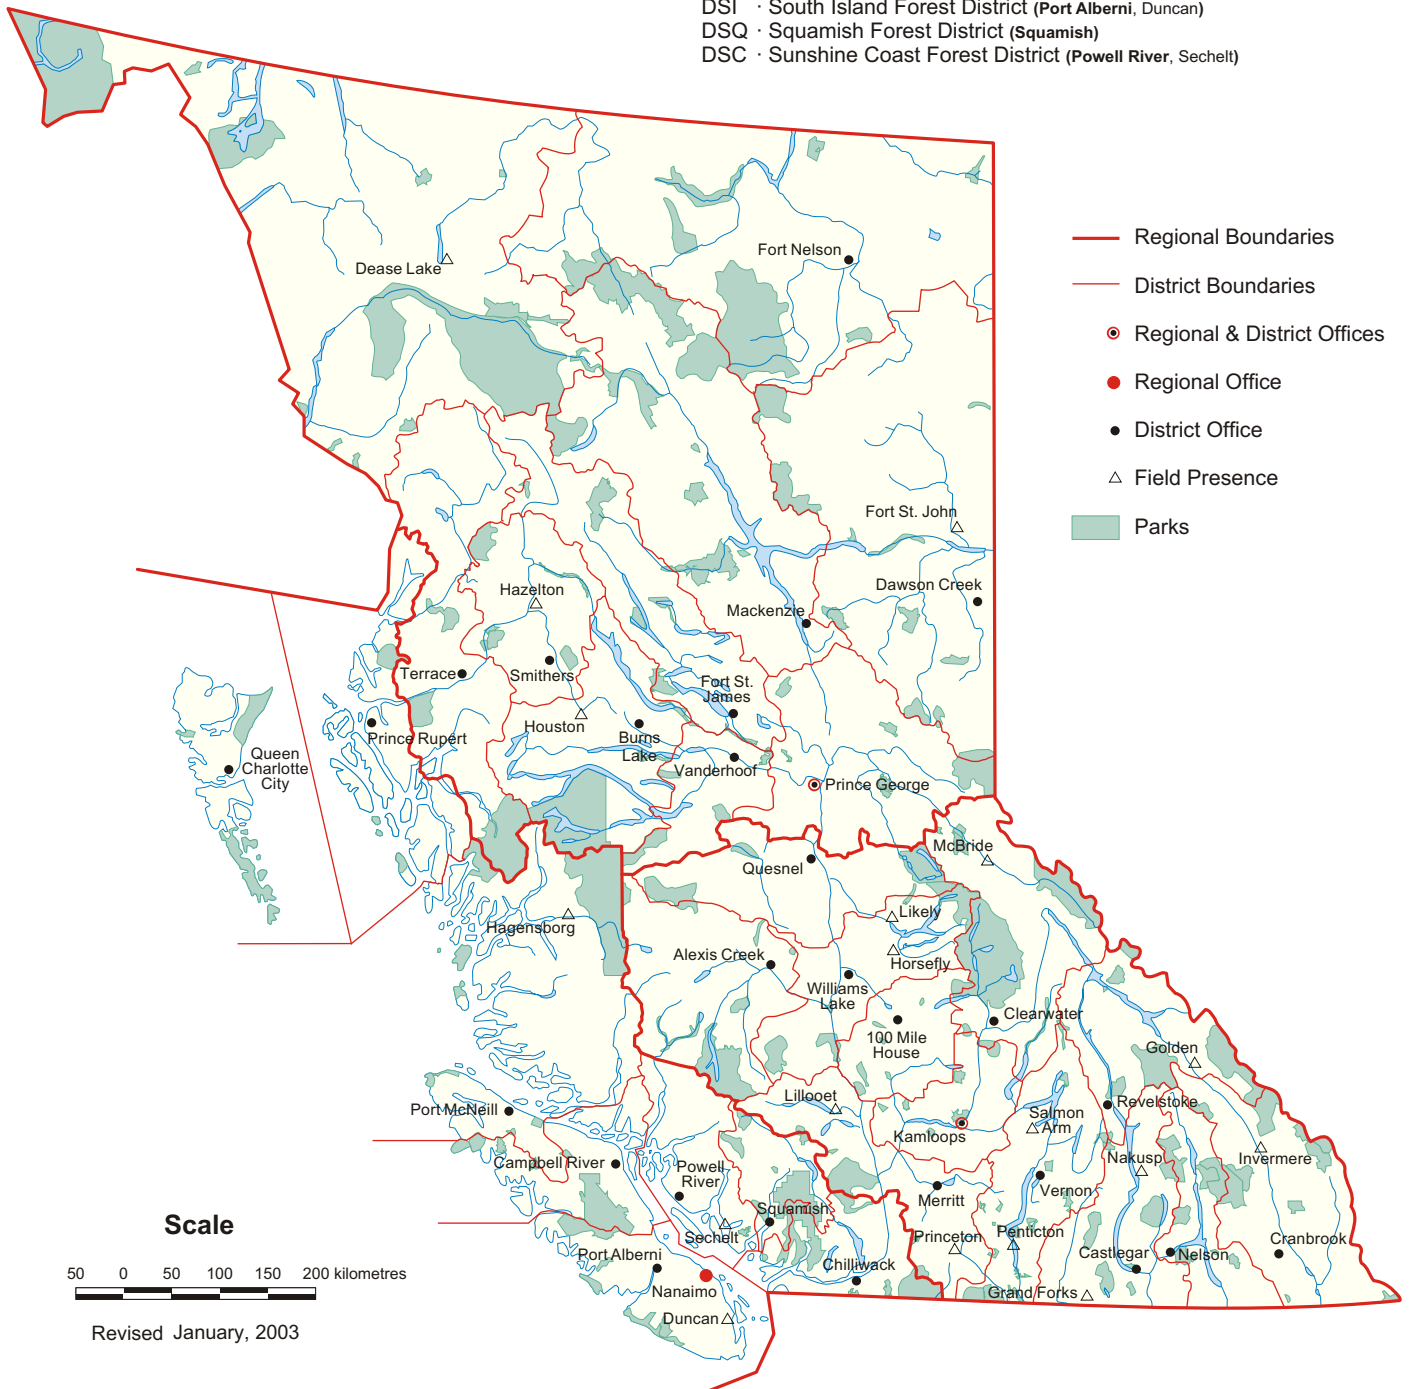 DSI · South Island Forest District (Port Alberni, Duncan)
DSQ · Squamish Forest District (Squamish)
DSC · Sunshine Coast Forest District (Powell River, Sechelt)
Regional Boundaries
District Boundaries
Regional & District Offices
Regional Office
District Office
Field Presence
Parks
Fort Nelson
Dease Lake
Fort St. John
Dawson Creek
Hazelton
Mackenzie
Terrace
Smithers
Fort St.
James
Houston
Burns
Lake
Prince Rupert
Queen
Charlotte
City
Vanderhoof
Prince George
McBride
Quesnel
Likely
Hagensborg
Alexis Creek
Horsefly
Williams
Lake
Clearwater
100 Mile
House
Golden
Lillooet
Port McNeill
Revelstoke
Salmon
Arm
Kamloops
Campbell River
Powell
River
Nakusp
Invermere
Merritt
Vernon
Squamish
Sechelt
Princeton
Penticton
Cranbrook
Port Alberni
Castlegar
Nelson
Chilliwack
Nanaimo
Grand Forks
Duncan
Scale
50 0 50 100 150 200 kilometres
Revised January, 2003